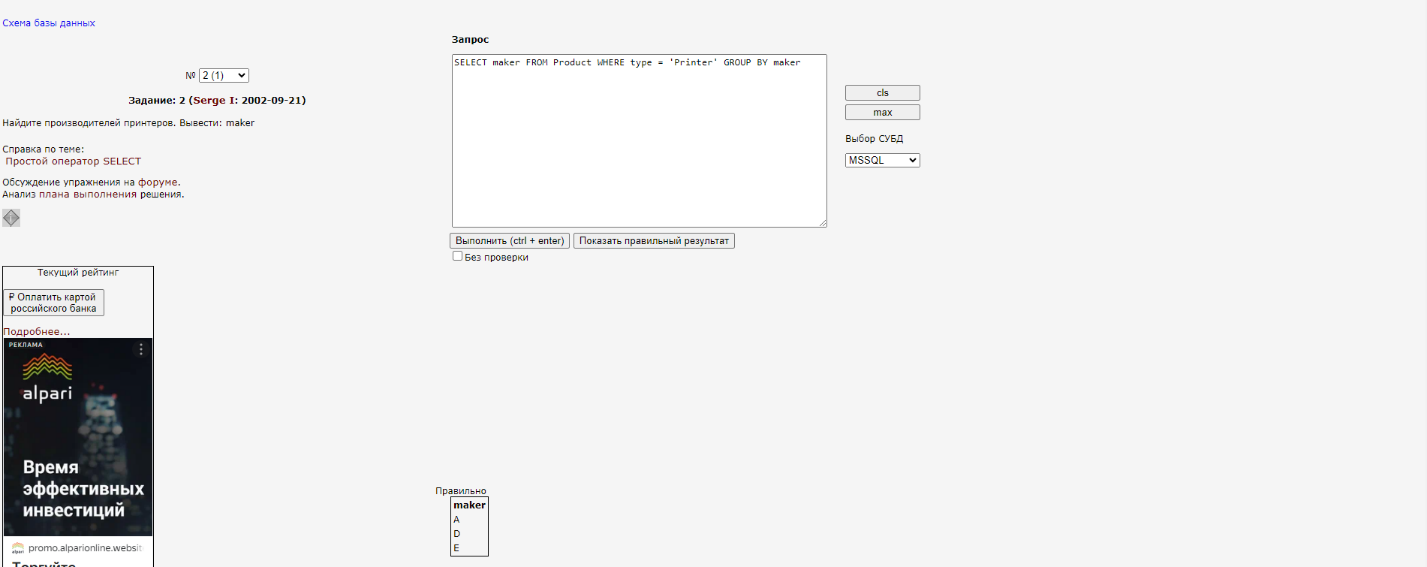 Схема базы данных
№ 2 (1)
Задание: 2 (Serge I: 2002-09-21)
Найдите производителей принтеров. Вывести: maker
Справка по теме:
Простой оператор SELECT
Обсуждение упражнения на форуме.
Анализ плана выполнения решения.
Запрос
SELECT maker FROM Product WHERE type = 'Printer' GROUP BY maker
cls
max
Выбор СУБД
MSSQL
Выполнить (ctrl + enter) Показать правильный результат
Без проверки
Текущий рейтинг
₽ Оплатить картой
российского банка
Подробнее...
РЕКЛАМА
alpari
Время
эффективных
инвестиций
alpari
promo.alparionline.websit
Торгуйте
Правильно
maker
A
D
E